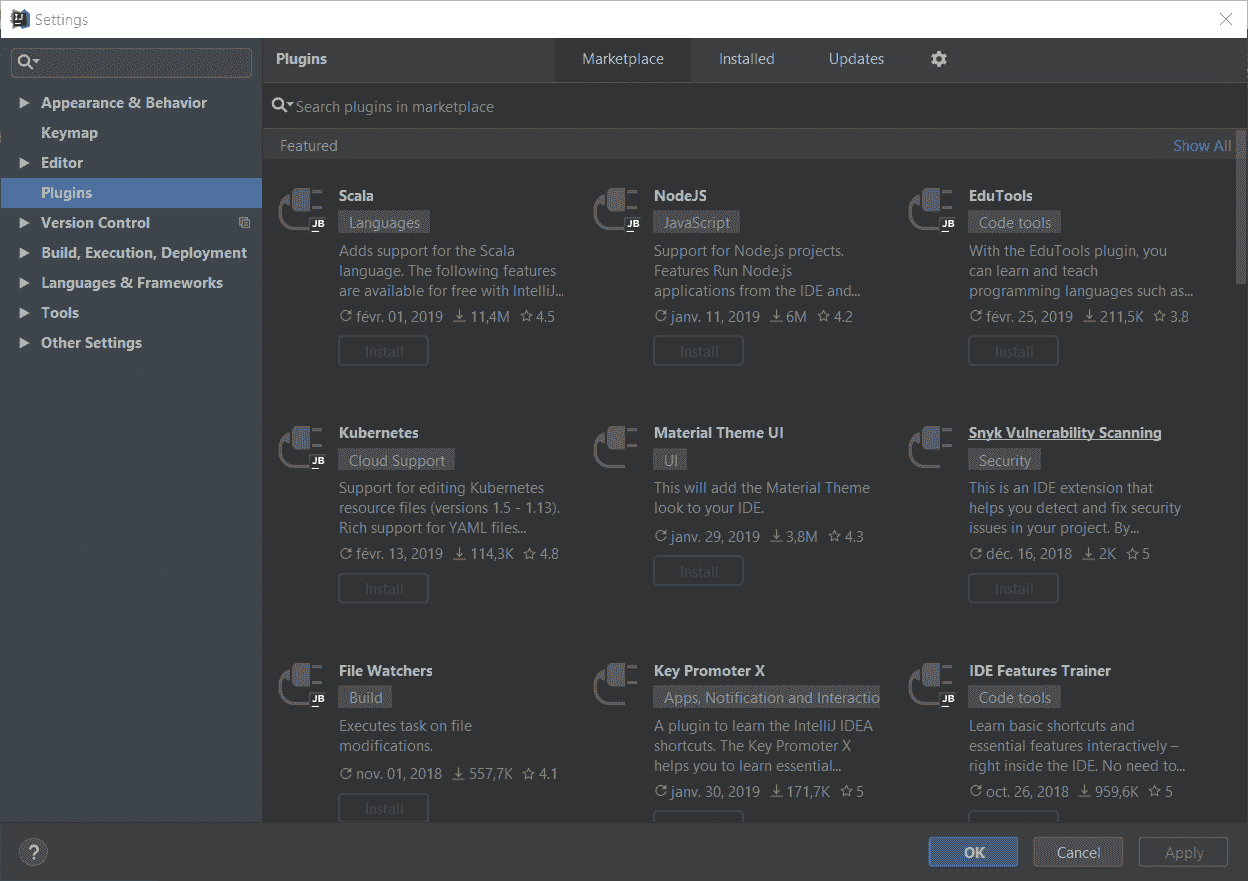 Settings
Plugins
Marketplace
Installed
Updates
Appearance & Behavior
Keymap
Editor
Plugins
Version Control
Build, Execution, Deployment
Languages & Frameworks
Tools
Other Settings
Search plugins in marketplace
Featured
Show All
Scala
JB
Languages
Adds support for the Scala
language. The following features
are available for free with IntelliJ...
févr. 01, 2019 11,4M 4.5
Install
NodeJS
JB
JavaScript
Support for Node.js projects.
Features Run Node.js
applications from the IDE and...
janv. 11, 2019 6M 4.2
Install
EduTools
JB
Code tools
With the EduTools plugin, you
can learn and teach
programming languages such as...
févr. 25, 2019 211,5K 3.8
Install
Kubernetes
JB
Cloud Support
Support for editing Kubernetes
resource files (versions 1.5 - 1.13).
Rich support for YAML files...
févr. 13, 2019 114,3K 4.8
Install
Material Theme UI
UI
This will add the Material Theme
look to your IDE.
janv. 29, 2019 3,8M 4.3
Install
Snyk Vulnerability Scanning
Security
This is an IDE extension that
helps you detect and fix security
issues in your project. By...
déc. 16, 2018 2K 5
Install
File Watchers
JB
Build
Executes task on file
modifications.
nov. 01, 2018 557,7K 4.1
Install
Key Promoter X
Apps, Notification and Interactio
A plugin to learn the IntelliJ IDEA
shortcuts. The Key Promoter X
helps you to learn essential...
janv. 30, 2019 171,7K 5
IDE Features Trainer
JB
Code tools
Learn basic shortcuts and
essential features interactively –
right inside the IDE. No need to...
oct. 26, 2018 959,6K 5
?
OK
Cancel
Apply